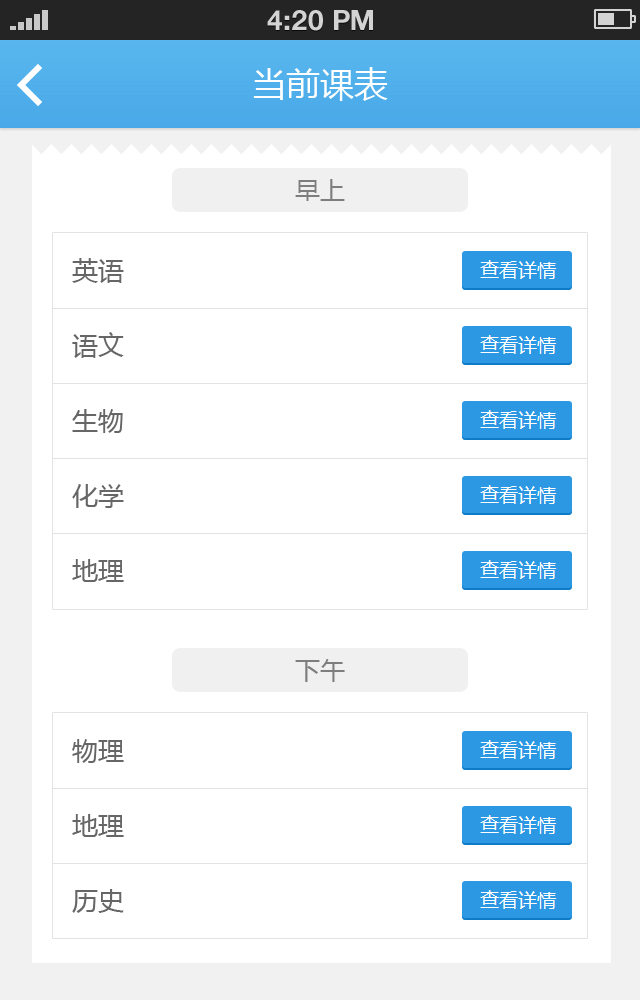 4:20 PM
当前课表
早上
英语 查看详情
语文 查看详情
生物 查看详情
化学 查看详情
地理 查看详情
下午
物理 查看详情
地理 查看详情
历史 查看详情